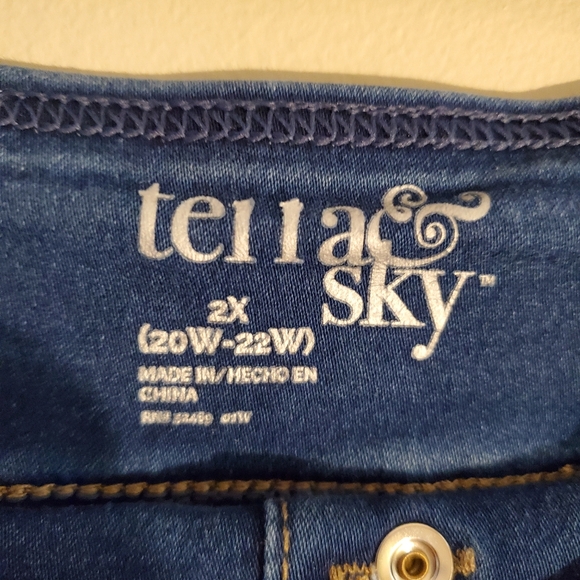 terra &
sky™
2X
(20W-22W)
MADE IN/HECHO EN
CHINA